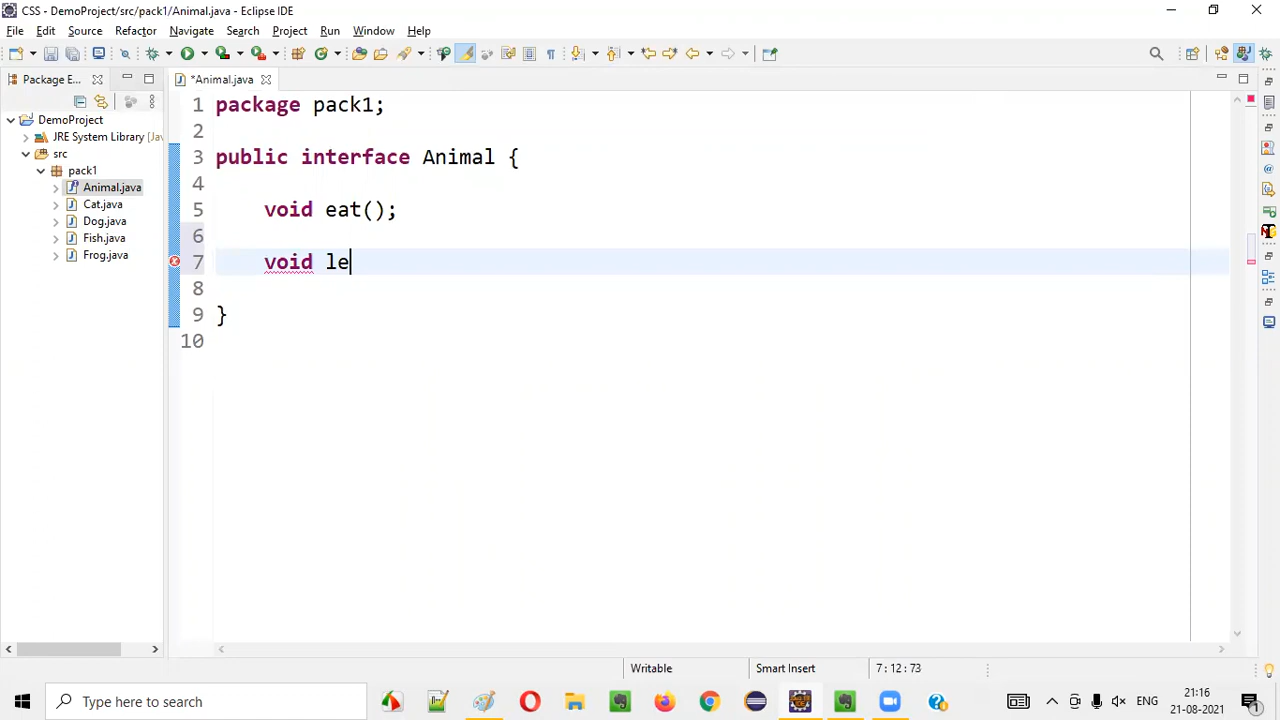 CSS - DemoProject/src/pack1/Animal.java - Eclipse IDE
File Edit Source Refactor Navigate Search Project Run Window Help
Package E...
*Animal.java
DemoProject
JRE System Library [Jav
src
pack1
Animal.java
Cat.java
Dog.java
Fish.java
Frog.java
1 package pack1;
2
3 public interface Animal {
4
5 void eat();
6
7 void le
8
9 }
10
Writable Smart Insert 7 : 12 : 73
Type here to search
ENG
21:16
21-08-2021